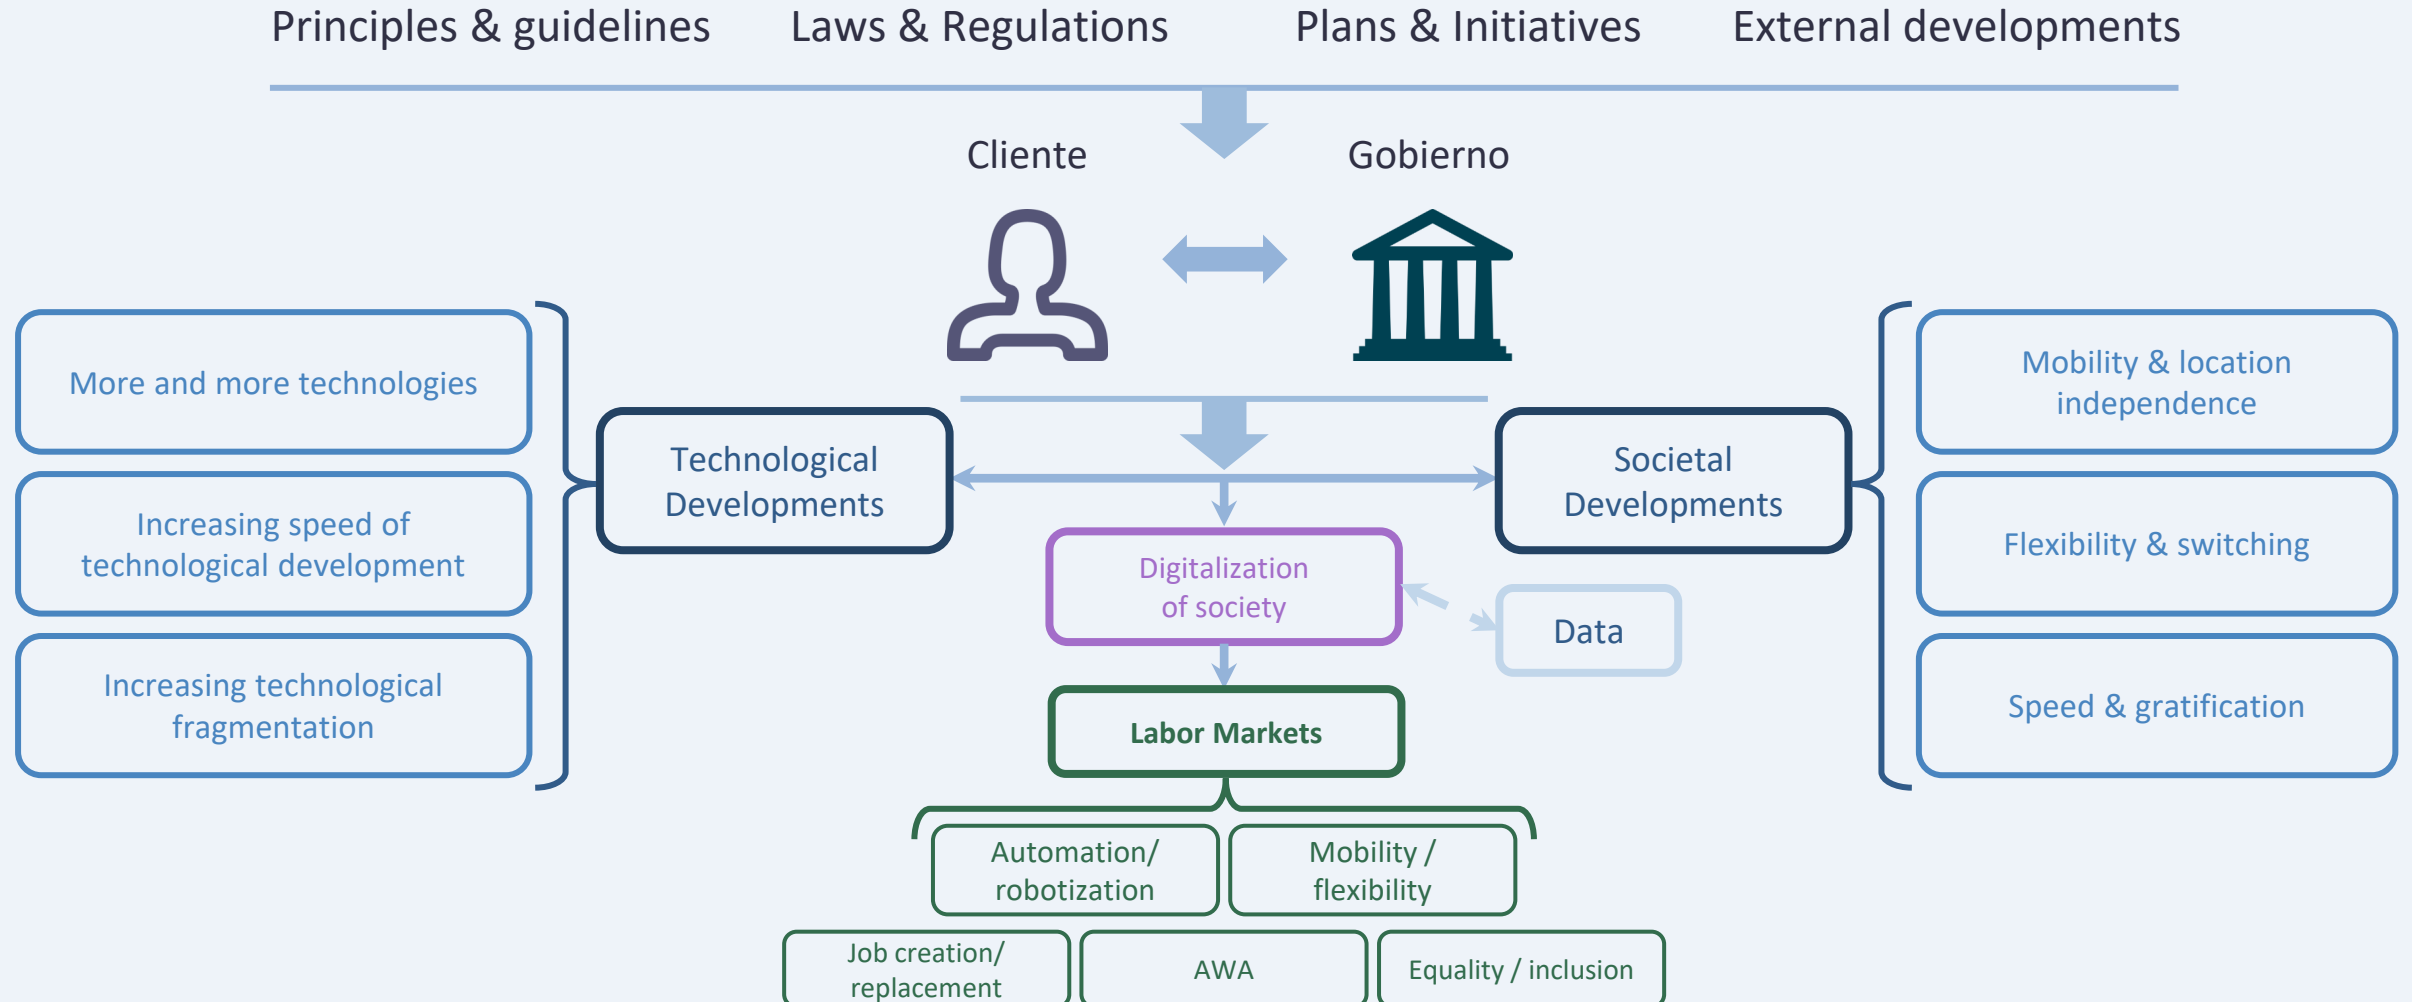 Principles & guidelines
Laws & Regulations
Plans & Initiatives
External developments
Cliente
Gobierno
More and more technologies
Increasing speed of
technological development
Increasing technological
fragmentation
Technological
Developments
Societal
Developments
Mobility & location
independence
Flexibility & switching
Speed & gratification
Digitalization
of society
Data
Labor Markets
Automation/
robotization
Mobility /
flexibility
Job creation/
replacement
AWA
Equality / inclusion